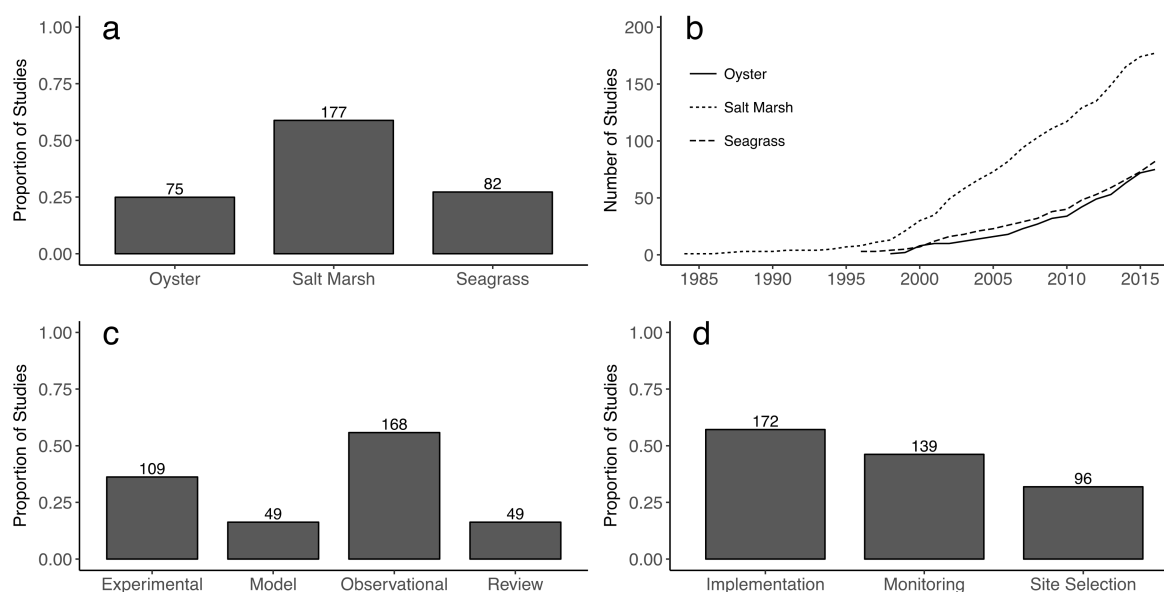 a
Proportion of Studies
1.00
0.75
0.50
0.25
0.00
75
177
82
Oyster
Salt Marsh
Seagrass
b
Number of Studies
200
150
100
50
0
Oyster
Salt Marsh
Seagrass
1985 1990 1995 2000 2005 2010 2015
c
Proportion of Studies
1.00
0.75
0.50
0.25
0.00
109
49
168
49
Experimental
Model
Observational
Review
d
Proportion of Studies
1.00
0.75
0.50
0.25
0.00
172
139
96
Implementation
Monitoring
Site Selection